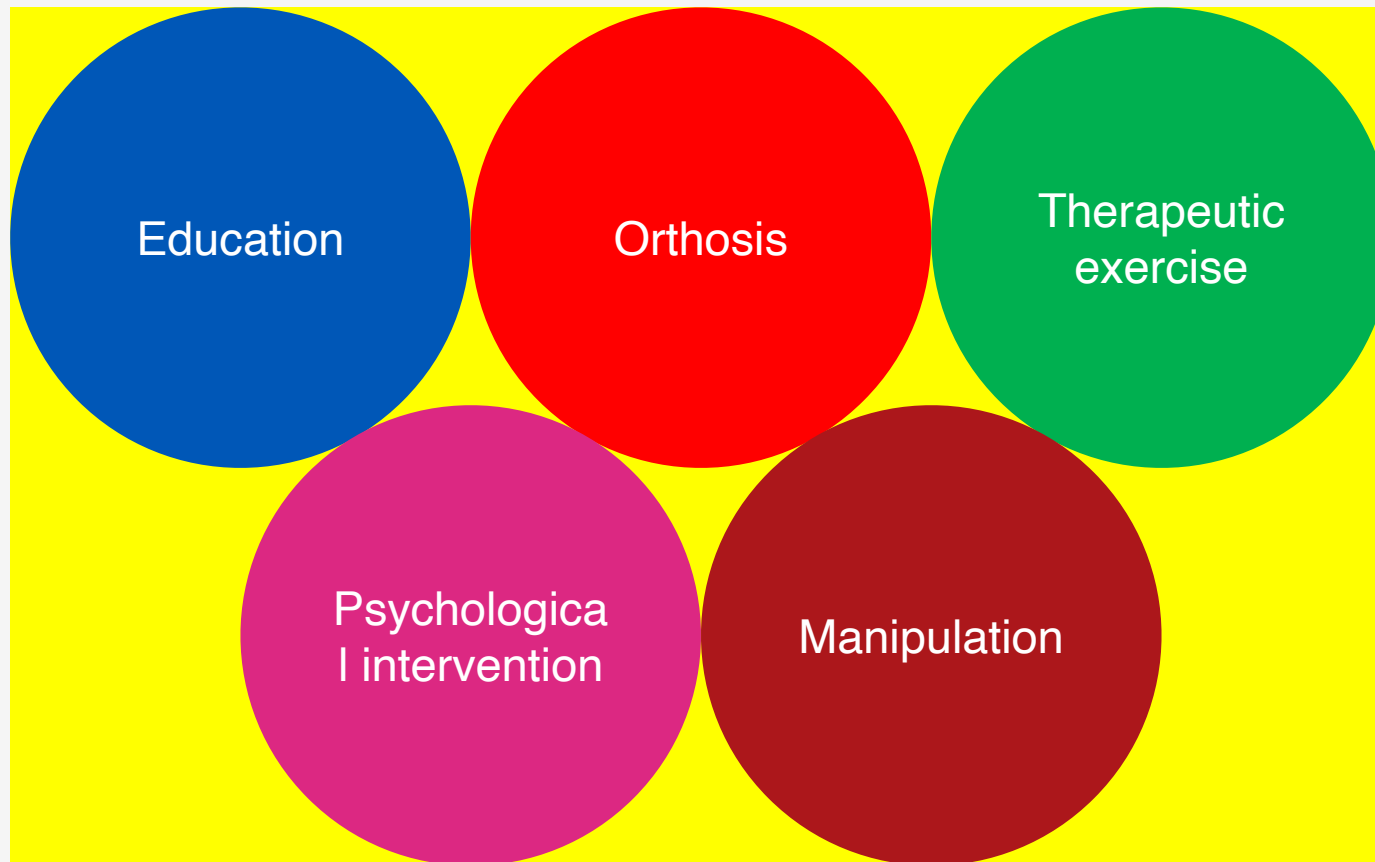 Education
Orthosis
Therapeutic
exercise
Psychologica
l intervention
Manipulation